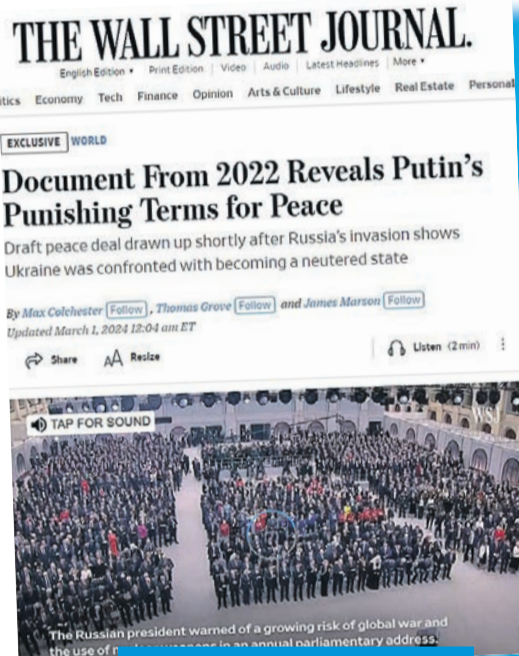 THE WALL STREET JOURNAL.
English Edition Print Edition Video Audio Latest Headlines More
itics Economy Tech Finance Opinion Arts & Culture Lifestyle Real Estate Personal
EXCLUSIVE WORLD
Document From 2022 Reveals Putin's
Punishing Terms for Peace
Draft peace deal drawn up shortly after Russia's invasion shows
Ukraine was confronted with becoming a neutered state
By Max Colchester Follow, Thomas Grove Follow and James Marson Follow
Updated March 1, 2024 12:04 am ET
Share AA Resize Listen (2 min)
WSJ
TAP FOR SOUND
The Russian president warned of a growing risk of global war and
the use of in an annual parliamentary address.